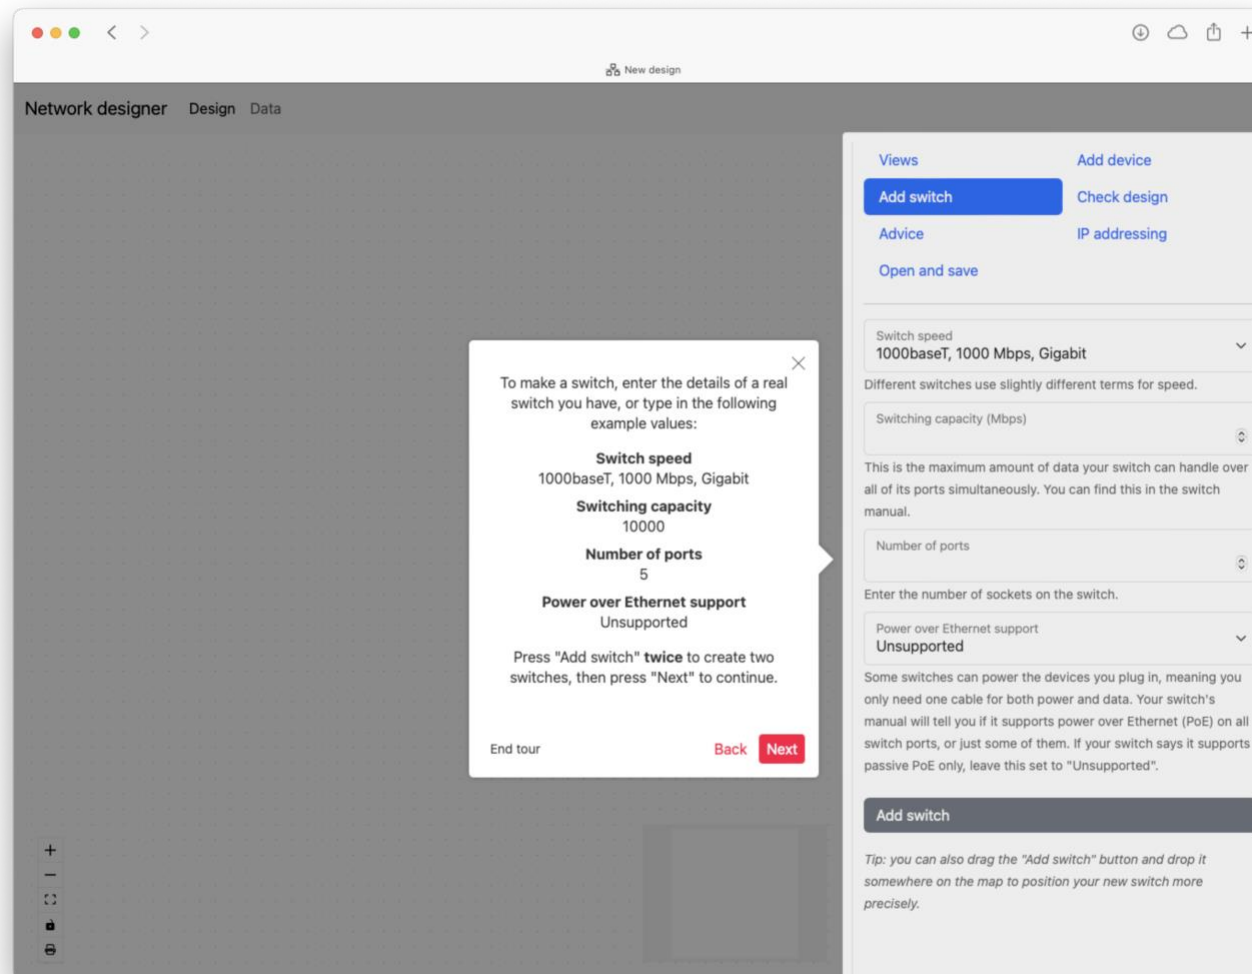 New design
Network designer
Design
Data
Views
Add device
Add switch
Check design
Advice
IP addressing
Open and save
To make a switch, enter the details of a real
switch you have, or type in the following
example values:
Switch speed
1000baseT, 1000 Mbps, Gigabit
Switching capacity
10000
Number of ports
5
Power over Ethernet support
Unsupported
Press "Add switch" twice to create two
switches, then press "Next" to continue.
End tour
Back
Next
Switch speed
1000baseT, 1000 Mbps, Gigabit
Different switches use slightly different terms for speed.
Switching capacity (Mbps)
This is the maximum amount of data your switch can handle over
all of its ports simultaneously. You can find this in the switch
manual.
Number of ports
Enter the number of sockets on the switch.
Power over Ethernet support
Unsupported
Some switches can power the devices you plug in, meaning you
only need one cable for both power and data. Your switch's
manual will tell you if it supports power over Ethernet (PoE) on all
switch ports, or just some of them. If your switch says it supports
passive PoE only, leave this set to "Unsupported".
Add switch
Tip: you can also drag the "Add switch" button and drop it
somewhere on the map to position your new switch more
precisely.